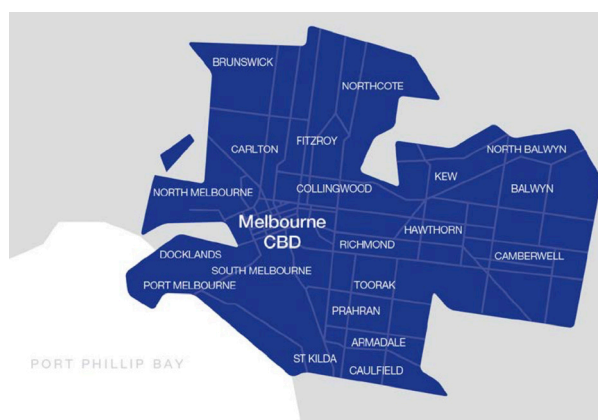 BRUNSWICK
NORTHCOTE
FITZROY
CARLTON
NORTH BALWYN
KEW
NORTH MELBOURNE
COLLINGWOOD
BALWYN
Melbourne
CBD
HAWTHORN
RICHMOND
DOCKLANDS
CAMBERWELL
SOUTH MELBOURNE
PORT MELBOURNE
TOORAK
PRAHRAN
ARMADALE
ST KILDA
PORT PHILLIP BAY
CAULFIELD